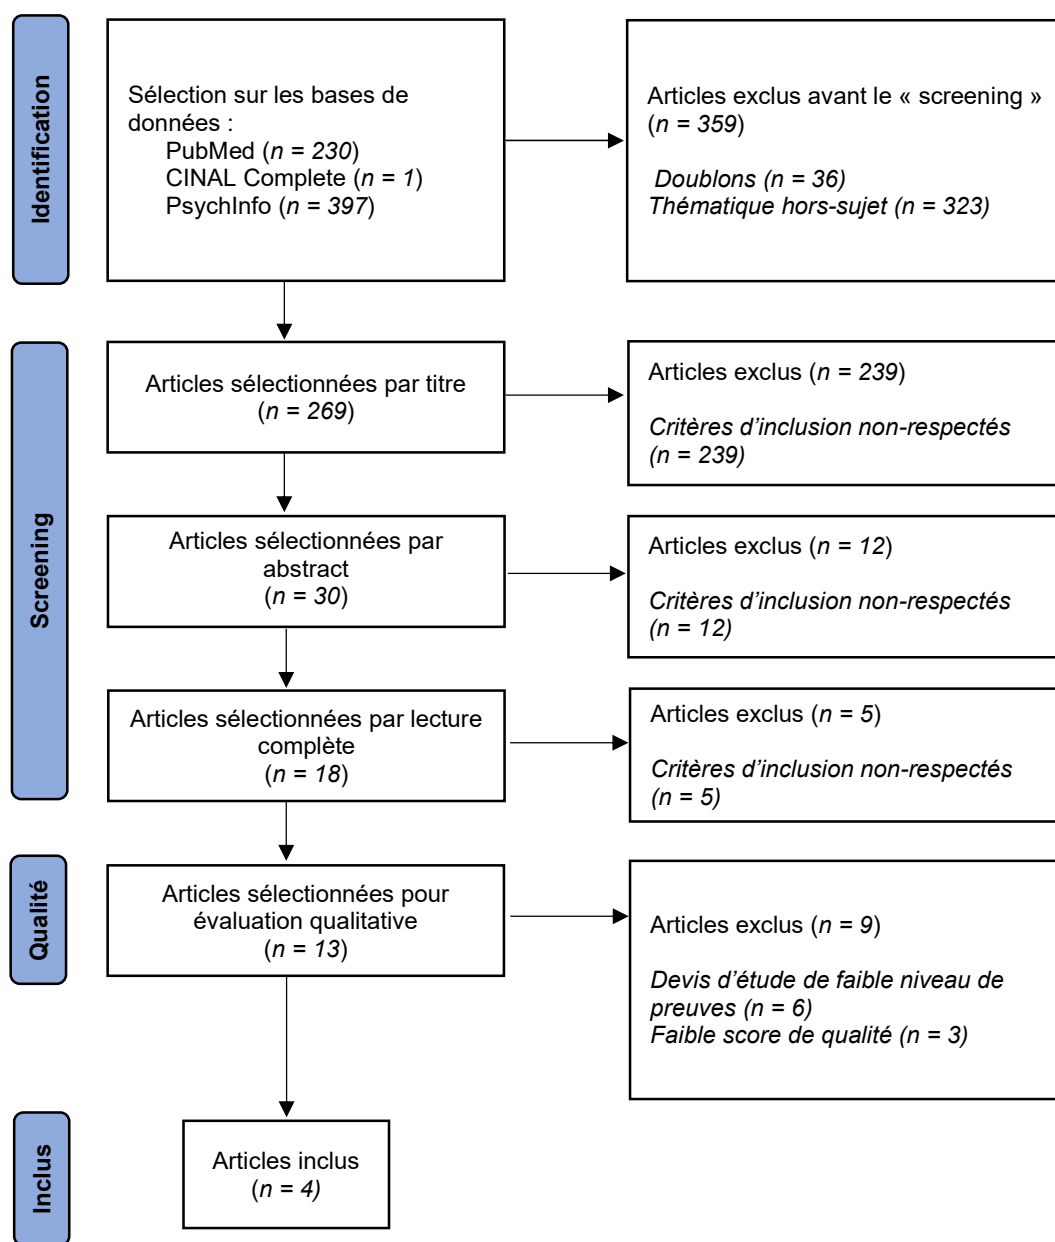 Identification
Sélection sur les bases de
données :
PubMed (n = 230)
CINAL Complete (n = 1)
PsychInfo (n = 397)
Articles exclus avant le « screening »
(n = 359)
Doublons (n = 36)
Thématique hors-sujet (n = 323)
Screening
Articles sélectionnées par titre
(n = 269)
Articles exclus (n = 239)
Critères d’inclusion non-respectés
(n = 239)
Articles sélectionnées par
abstract
(n = 30)
Articles exclus (n = 12)
Critères d’inclusion non-respectés
(n = 12)
Articles sélectionnées par lecture
complète
(n = 18)
Articles exclus (n = 5)
Critères d’inclusion non-respectés
(n = 5)
Qualité
Articles sélectionnées pour
évaluation qualitative
(n = 13)
Articles exclus (n = 9)
Devis d’étude de faible niveau de
preuves (n = 6)
Faible score de qualité (n = 3)
Inclus
Articles inclus
(n = 4)